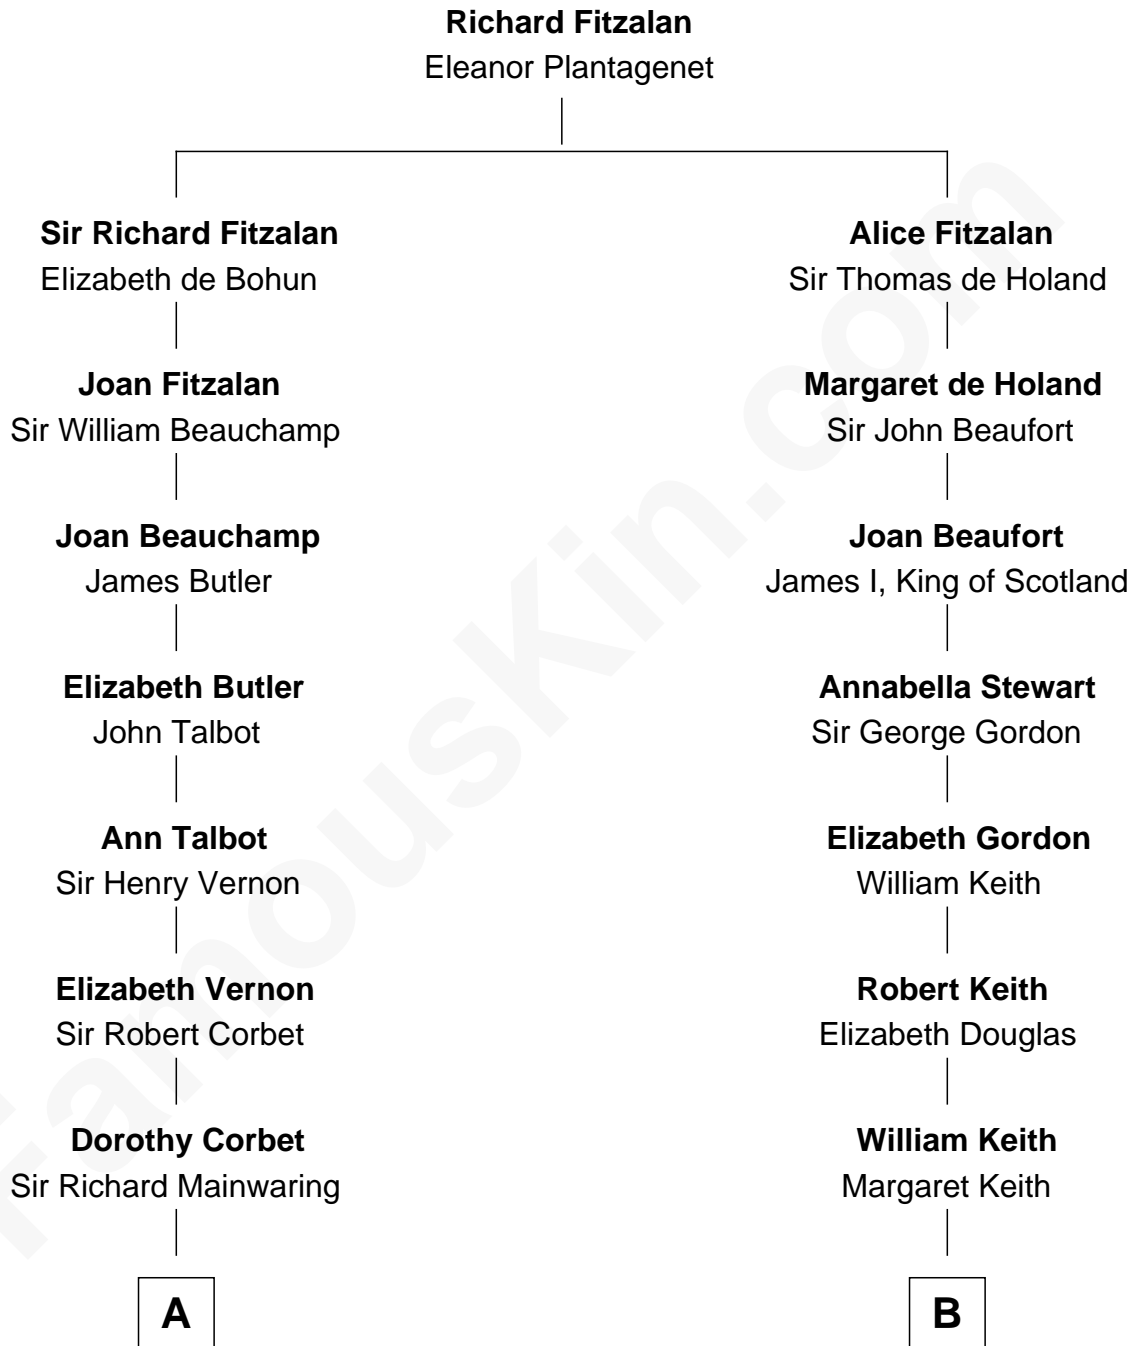 Richard Fitzalan
Eleanor Plantagenet
Sir Richard Fitzalan
Elizabeth de Bohun
Joan Fitzalan
Sir William Beauchamp
Joan Beauchamp
James Butler
Elizabeth Butler
John Talbot
Ann Talbot
Sir Henry Vernon
Elizabeth Vernon
Sir Robert Corbet
Dorothy Corbet
Sir Richard Mainwaring
A
Alice Fitzalan
Sir Thomas de Holand
Margaret de Holand
Sir John Beaufort
Joan Beaufort
James I, King of Scotland
Annabella Stewart
Sir George Gordon
Elizabeth Gordon
William Keith
Robert Keith
Elizabeth Douglas
William Keith
Margaret Keith
B
FamousKin.com